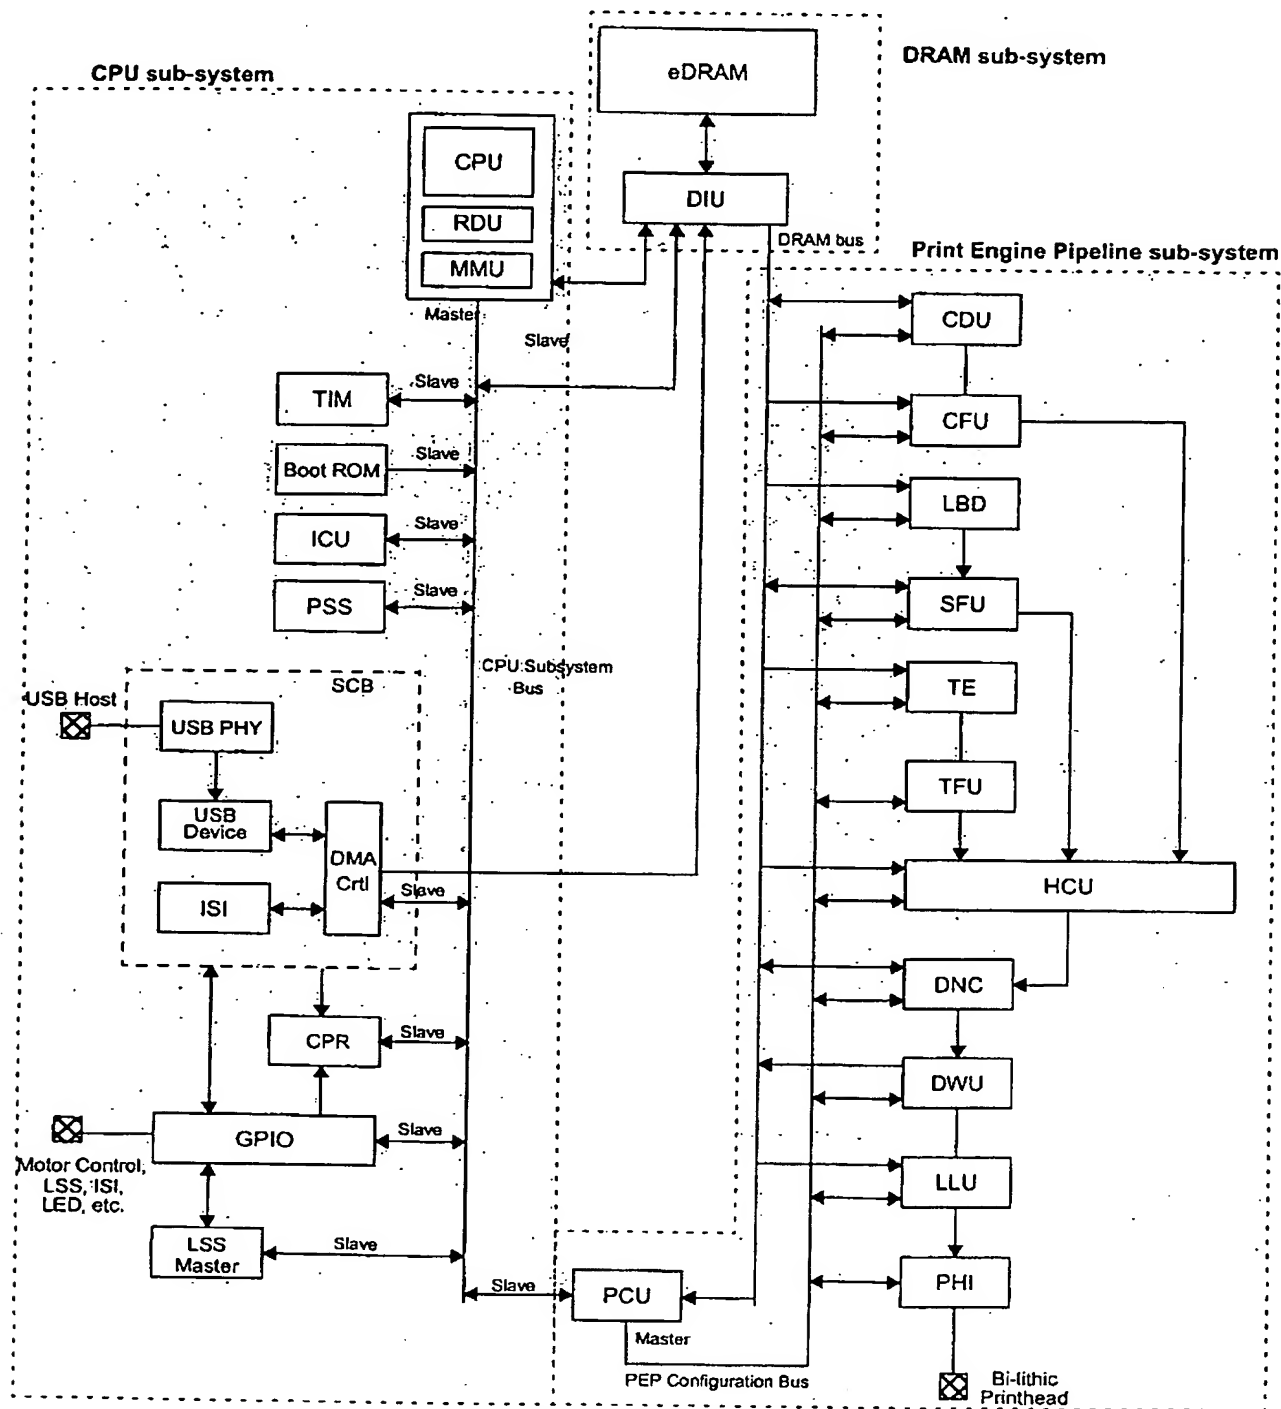 DRAM sub-system
CPU sub-system
eDRAM
CPU
RDU
MMU
DIU
DRAM bus
Print Engine Pipeline sub-system
Master
Slave
CDU
TIM
Slave
CFU
Boot ROM
Slave
LBD
ICU
Slave
PSS
Slave
SFU
CPU Subsystem
Bus
SCB
TE
USB Host
USB PHY
TFU
USB
Device
DMA
Crtl
Slave
ISI
HCU
DNC
CPR
Slave
DWU
GPIO
Slave
Motor Control,
LSS, ISI,
LED, etc.
LLU
LSS
Master
Slave
Slave
PCU
PHI
Master
PEP Configuration Bus
Bi-lithic
Printhead